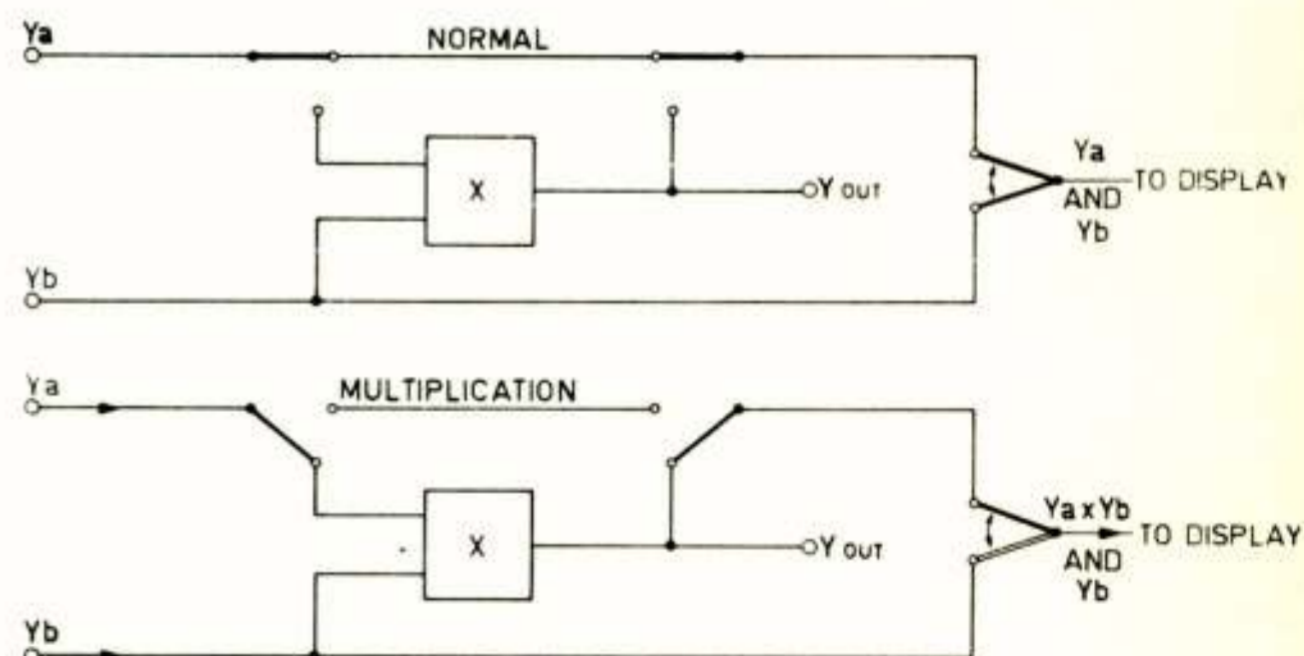 Ya
NORMAL
X
Y OUT
Ya
AND
Yb
TO DISPLAY
Yb
Ya
MULTIPLICATION
X
Y OUT
Ya x Yb
AND
Yb
TO DISPLAY
Yb